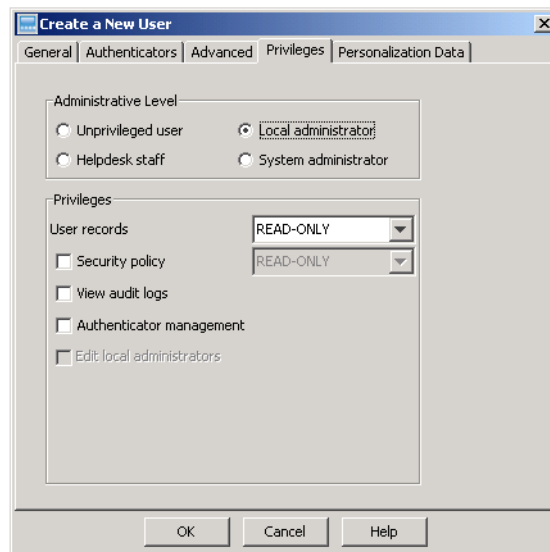 Create a New User
General Authenticators Advanced Privileges Personalization Data
Administrative Level
Unprivileged user Local administrator
Helpdesk staff System administrator
Privileges
User records READ-ONLY
Security policy READ-ONLY
View audit logs
Authenticator management
Edit local administrators
OK Cancel Help